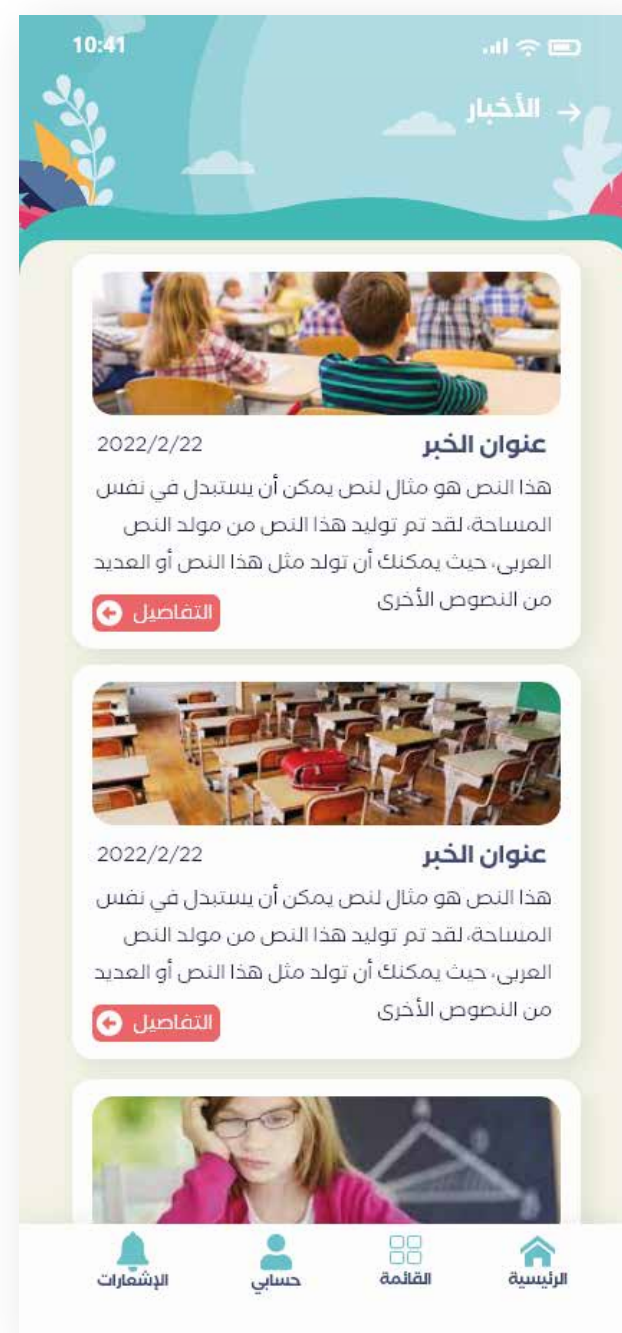 10:41
الأخبار
عنوان الخبر
2022/2/22
هذا النص هو مثال لنص يمكن أن يستبدل في نفس
المساحة، لقد تم توليد هذا النص من مولد النص
العربى، حيث يمكنك أن تولد مثل هذا النص أو العديد
من النصوص الأخرى
التفاصيل
عنوان الخبر
2022/2/22
هذا النص هو مثال لنص يمكن أن يستبدل في نفس
المساحة، لقد تم توليد هذا النص من مولد النص
العربى، حيث يمكنك أن تولد مثل هذا النص أو العديد
من النصوص الأخرى
التفاصيل
الرئيسية
القائمة
حسابي
الإشعارات